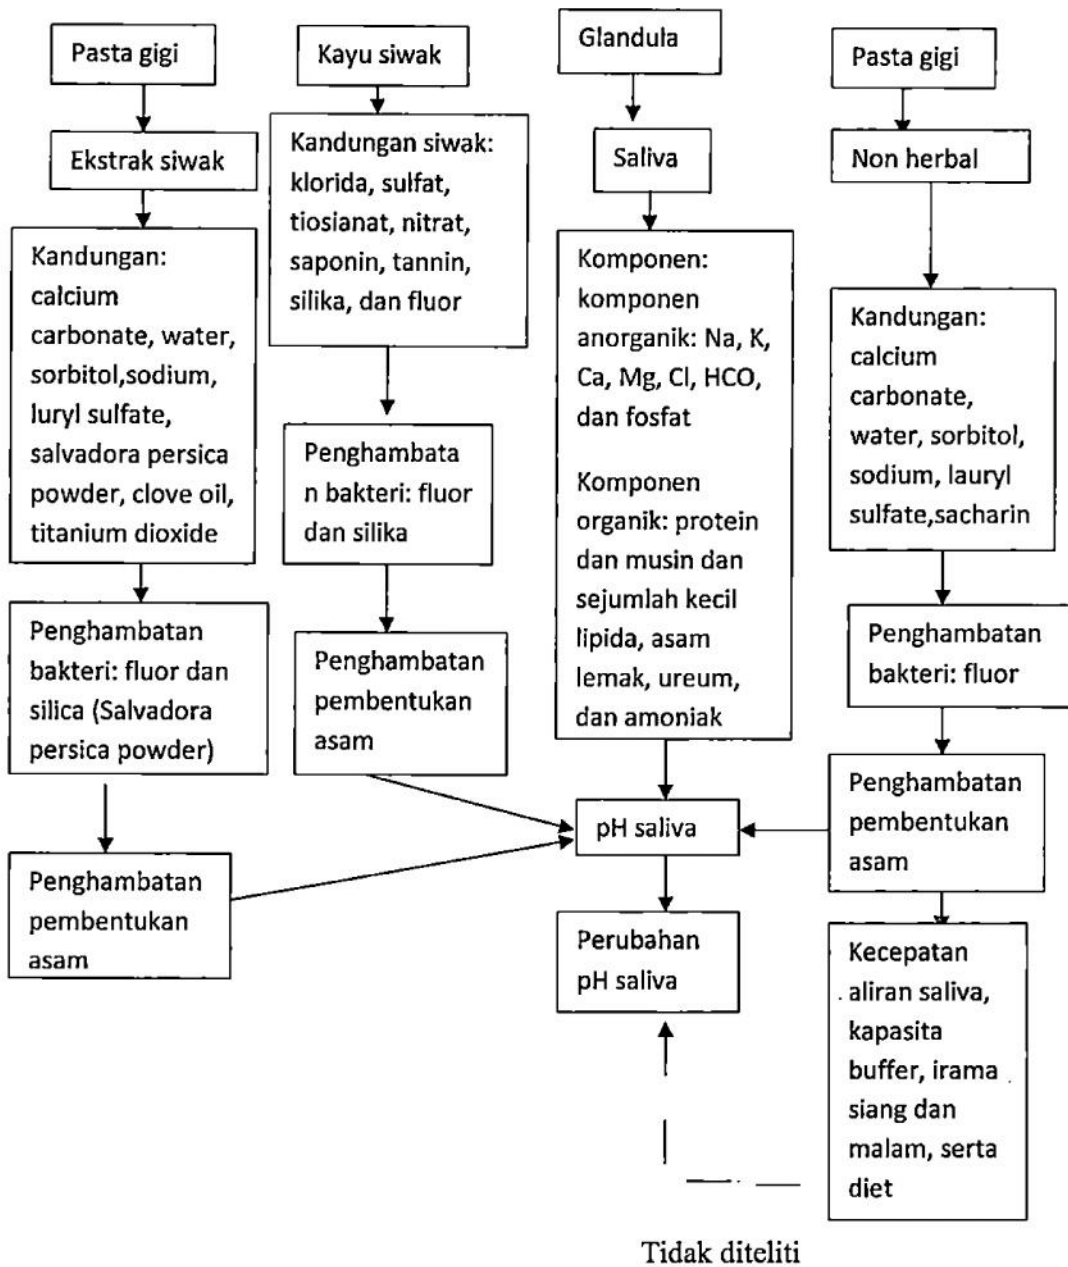 Pasta gigi
Ekstrak siwak
Kandungan:
calcium
carbonate, water,
sorbitol,sodium,
luryl sulfate,
salvadora persica
powder, clove oil,
titanium dioxide
Penghambatan
bakteri: fluor dan
silica (Salvadora
persica powder)
Penghambatan
pembentukan
asam
Kayu siwak
Kandungan siwak:
klorida, sulfat,
tiosianat, nitrat,
saponin, tannin,
silika, dan fluor
Penghambata
n bakteri: fluor
dan silika
Penghambatan
pembentukan
asam
Glandula
Saliva
Komponen:
komponen
anorganik: Na, K,
Ca, Mg, Cl, HCO,
dan fosfat
Komponen
organik: protein
dan musin dan
sejumlah kecil
lipida, asam
lemak, ureum,
dan amoniak
pH saliva
Perubahan
pH saliva
Pasta gigi
Non herbal
Kandungan:
calcium
carbonate,
water, sorbitol,
sodium, lauryl
sulfate,sacharin
Penghambatan
bakteri: fluor
Penghambatan
pembentukan
asam
Kecepatan
aliran saliva,
kapasita
buffer, irama
siang dan
malam, serta
diet
Tidak diteliti